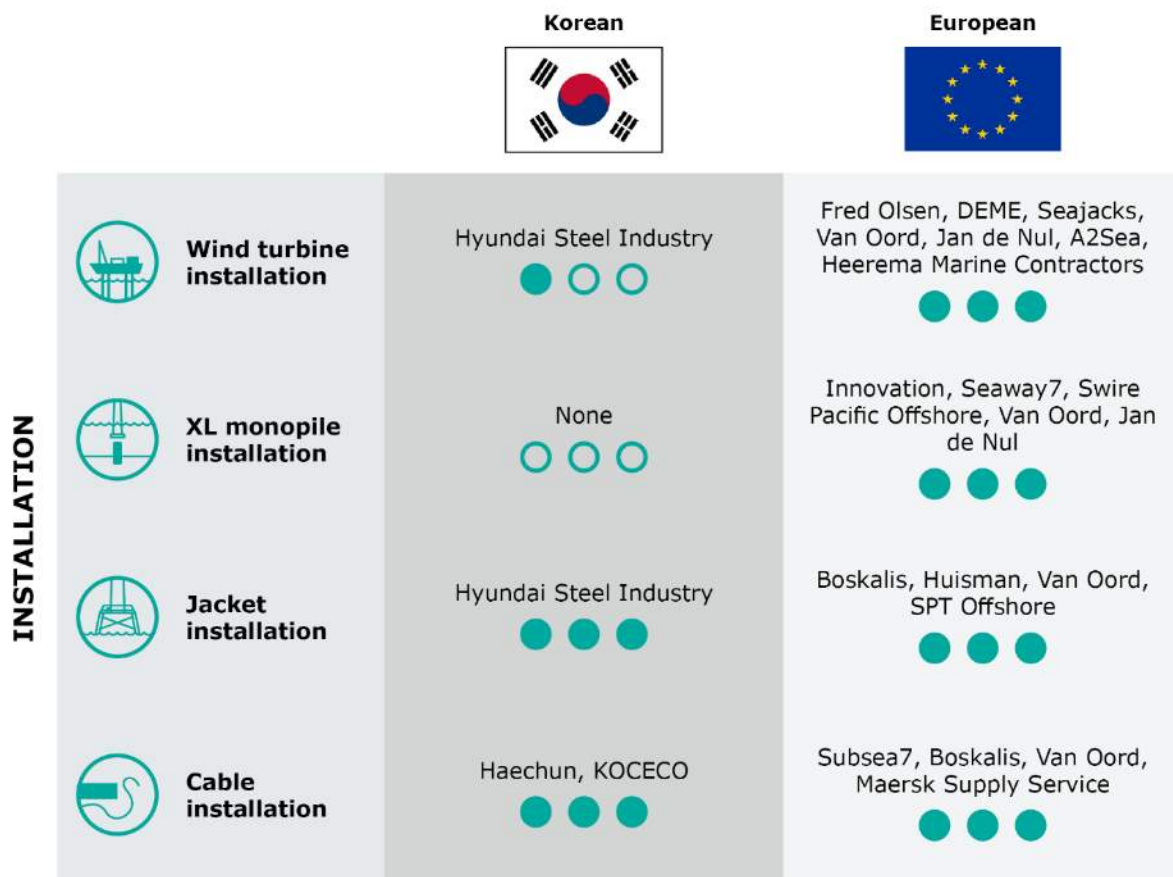 Korean
European
INSTALLATION
Wind turbine
installation
Hyundai Steel Industry
Fred Olsen, DEME, Seajacks,
Van Oord, Jan de Nul, A2Sea,
Heerema Marine Contractors
XL monopile
installation
None
Innovation, Seaway7, Swire
Pacific Offshore, Van Oord, Jan
de Nul
Jacket
installation
Hyundai Steel Industry
Boskalis, Huisman, Van Oord,
SPT Offshore
Cable
installation
Haechun, KOCECO
Subsea7, Boskalis, Van Oord,
Maersk Supply Service